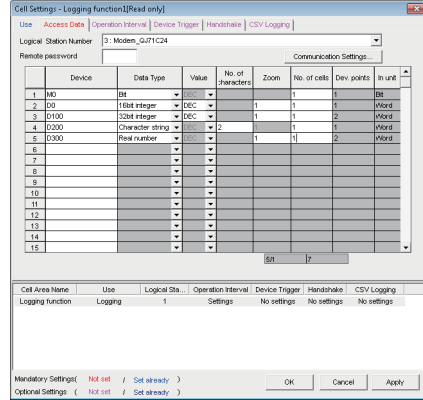 Cell Settings - Logging function1[Read only]
Use Access Data Operation Interval Device Trigger Handshake CSV Logging
Logical Station Number 3 : Modem_QJ71C24
Remote password Communication Settings...
Device Data Type Value No. of characters Zoom No. of cells Dev. points In unit
1 M0 Bit DEC 1 1 Bit
2 D0 16bit integer DEC 1 1 1 Word
3 D100 32bit integer DEC 1 1 2 Word
4 D200 Character string DEC 2 1 1 1 Word
5 D300 Real number DEC 1 1 2 Word
6
7
8
9
10
11
12
13
14
15
5/1 7
Cell Area Name Use Logical Sta... Operation Interval Device Trigger Handshake CSV Logging
Logging function Logging 1 Settings No settings No settings No settings
Mandatory Settings( Not set / Set already )
Optional Settings ( Not set / Set already )
OK Cancel Apply